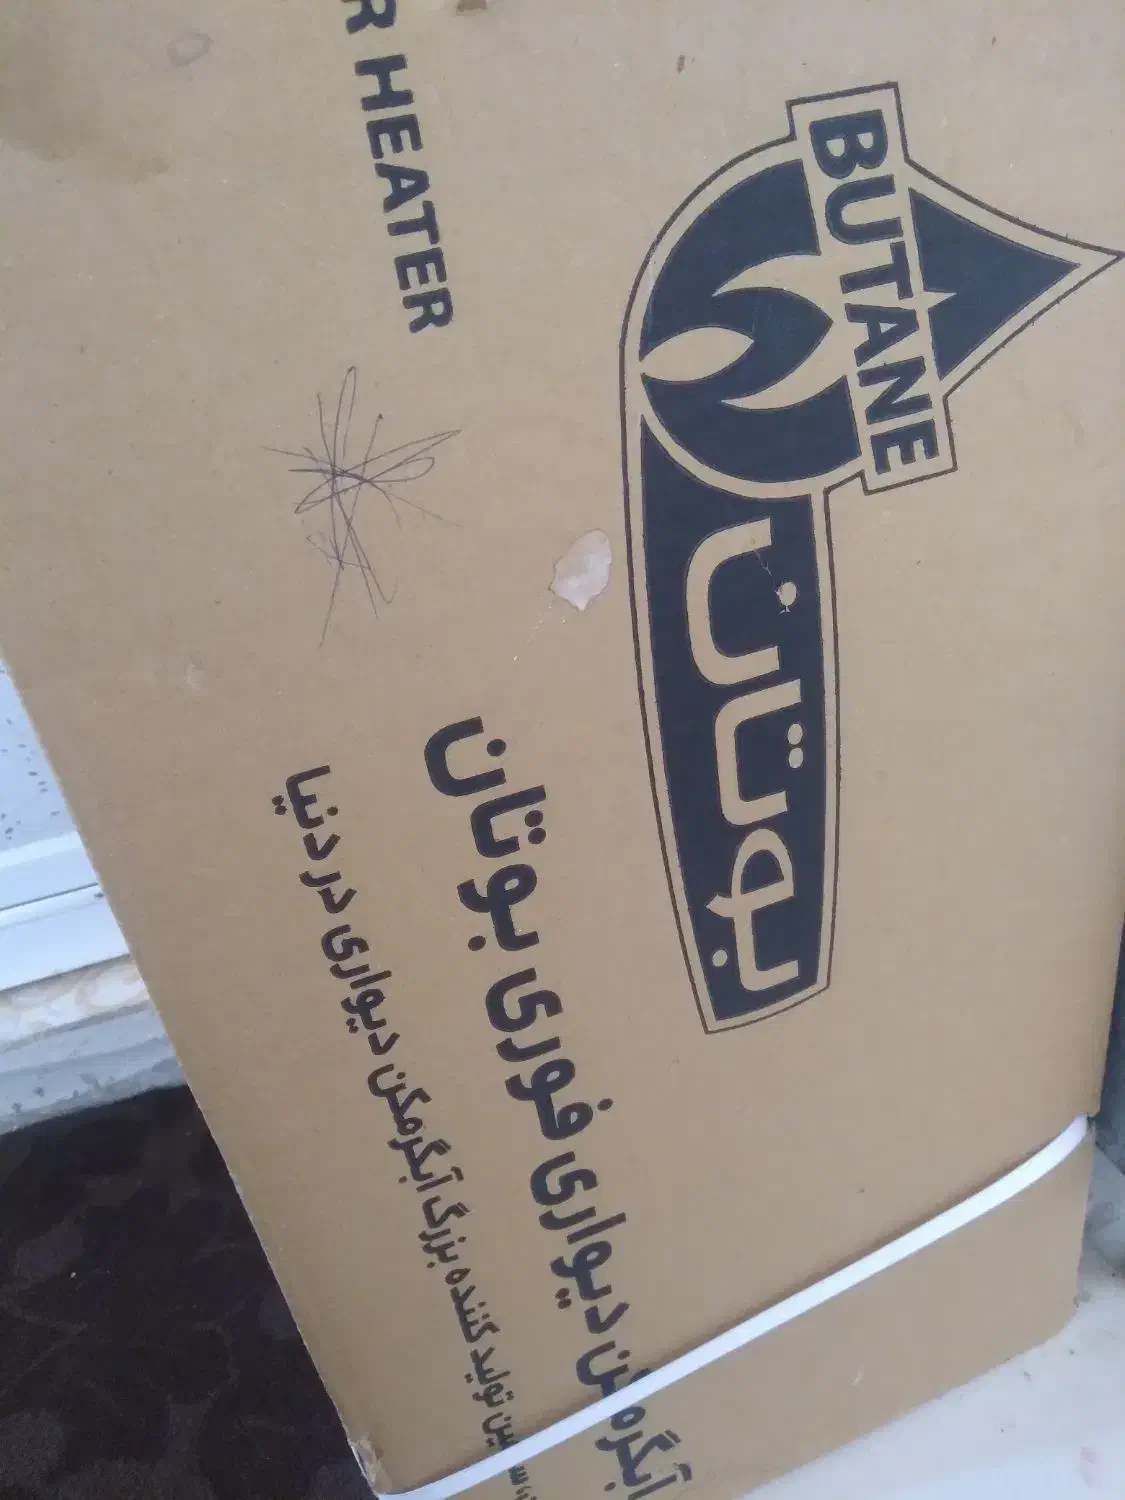 BUTANE
بوتان
HEATER
آبگرمکن دیواری فوری بوتان
تولید کننده بزرگ آبگرمکن دیواری در دنیا